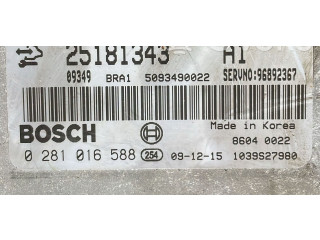 25181343 A1
09349 BRA1 5093490022 SERVNO:96892367
BOSCH Made in Korea
8604 0022
0 281 016 588 254 09-12-15 1039S27980